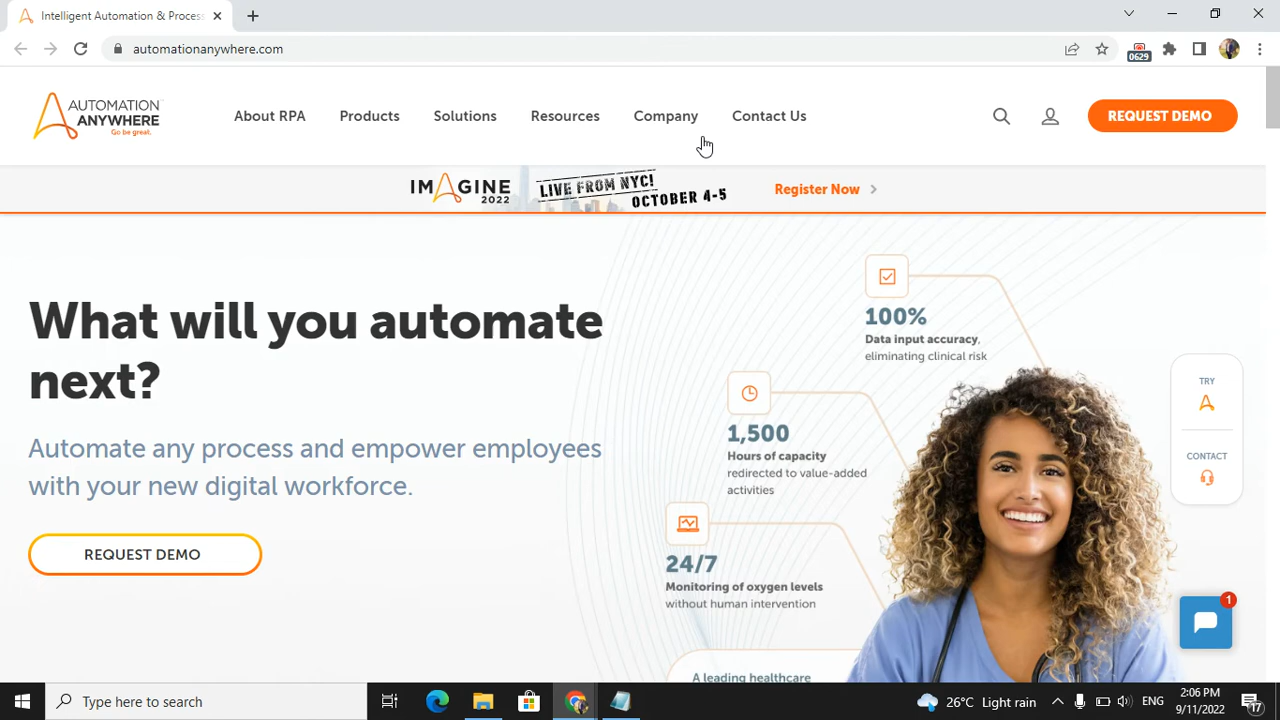 Intelligent Automation & Process
automationanywhere.com
0629
AUTOMATION
ANYWHERE
Go be great.
About RPA
Products
Solutions
Resources
Company
Contact Us
REQUEST DEMO
IMAGINE
2022
LIVE FROM NYC!
OCTOBER 4-5
Register Now
What will you automate
next?
Automate any process and empower employees
with your new digital workforce.
REQUEST DEMO
100%
Data input accuracy,
eliminating clinical risk
1,500
Hours of capacity
redirected to value-added
activities
24/7
Monitoring of oxygen levels
without human intervention
A leading healthcare
TRY
CONTACT
1
Type here to search
26°C Light rain
ENG
2:06 PM
9/11/2022
17